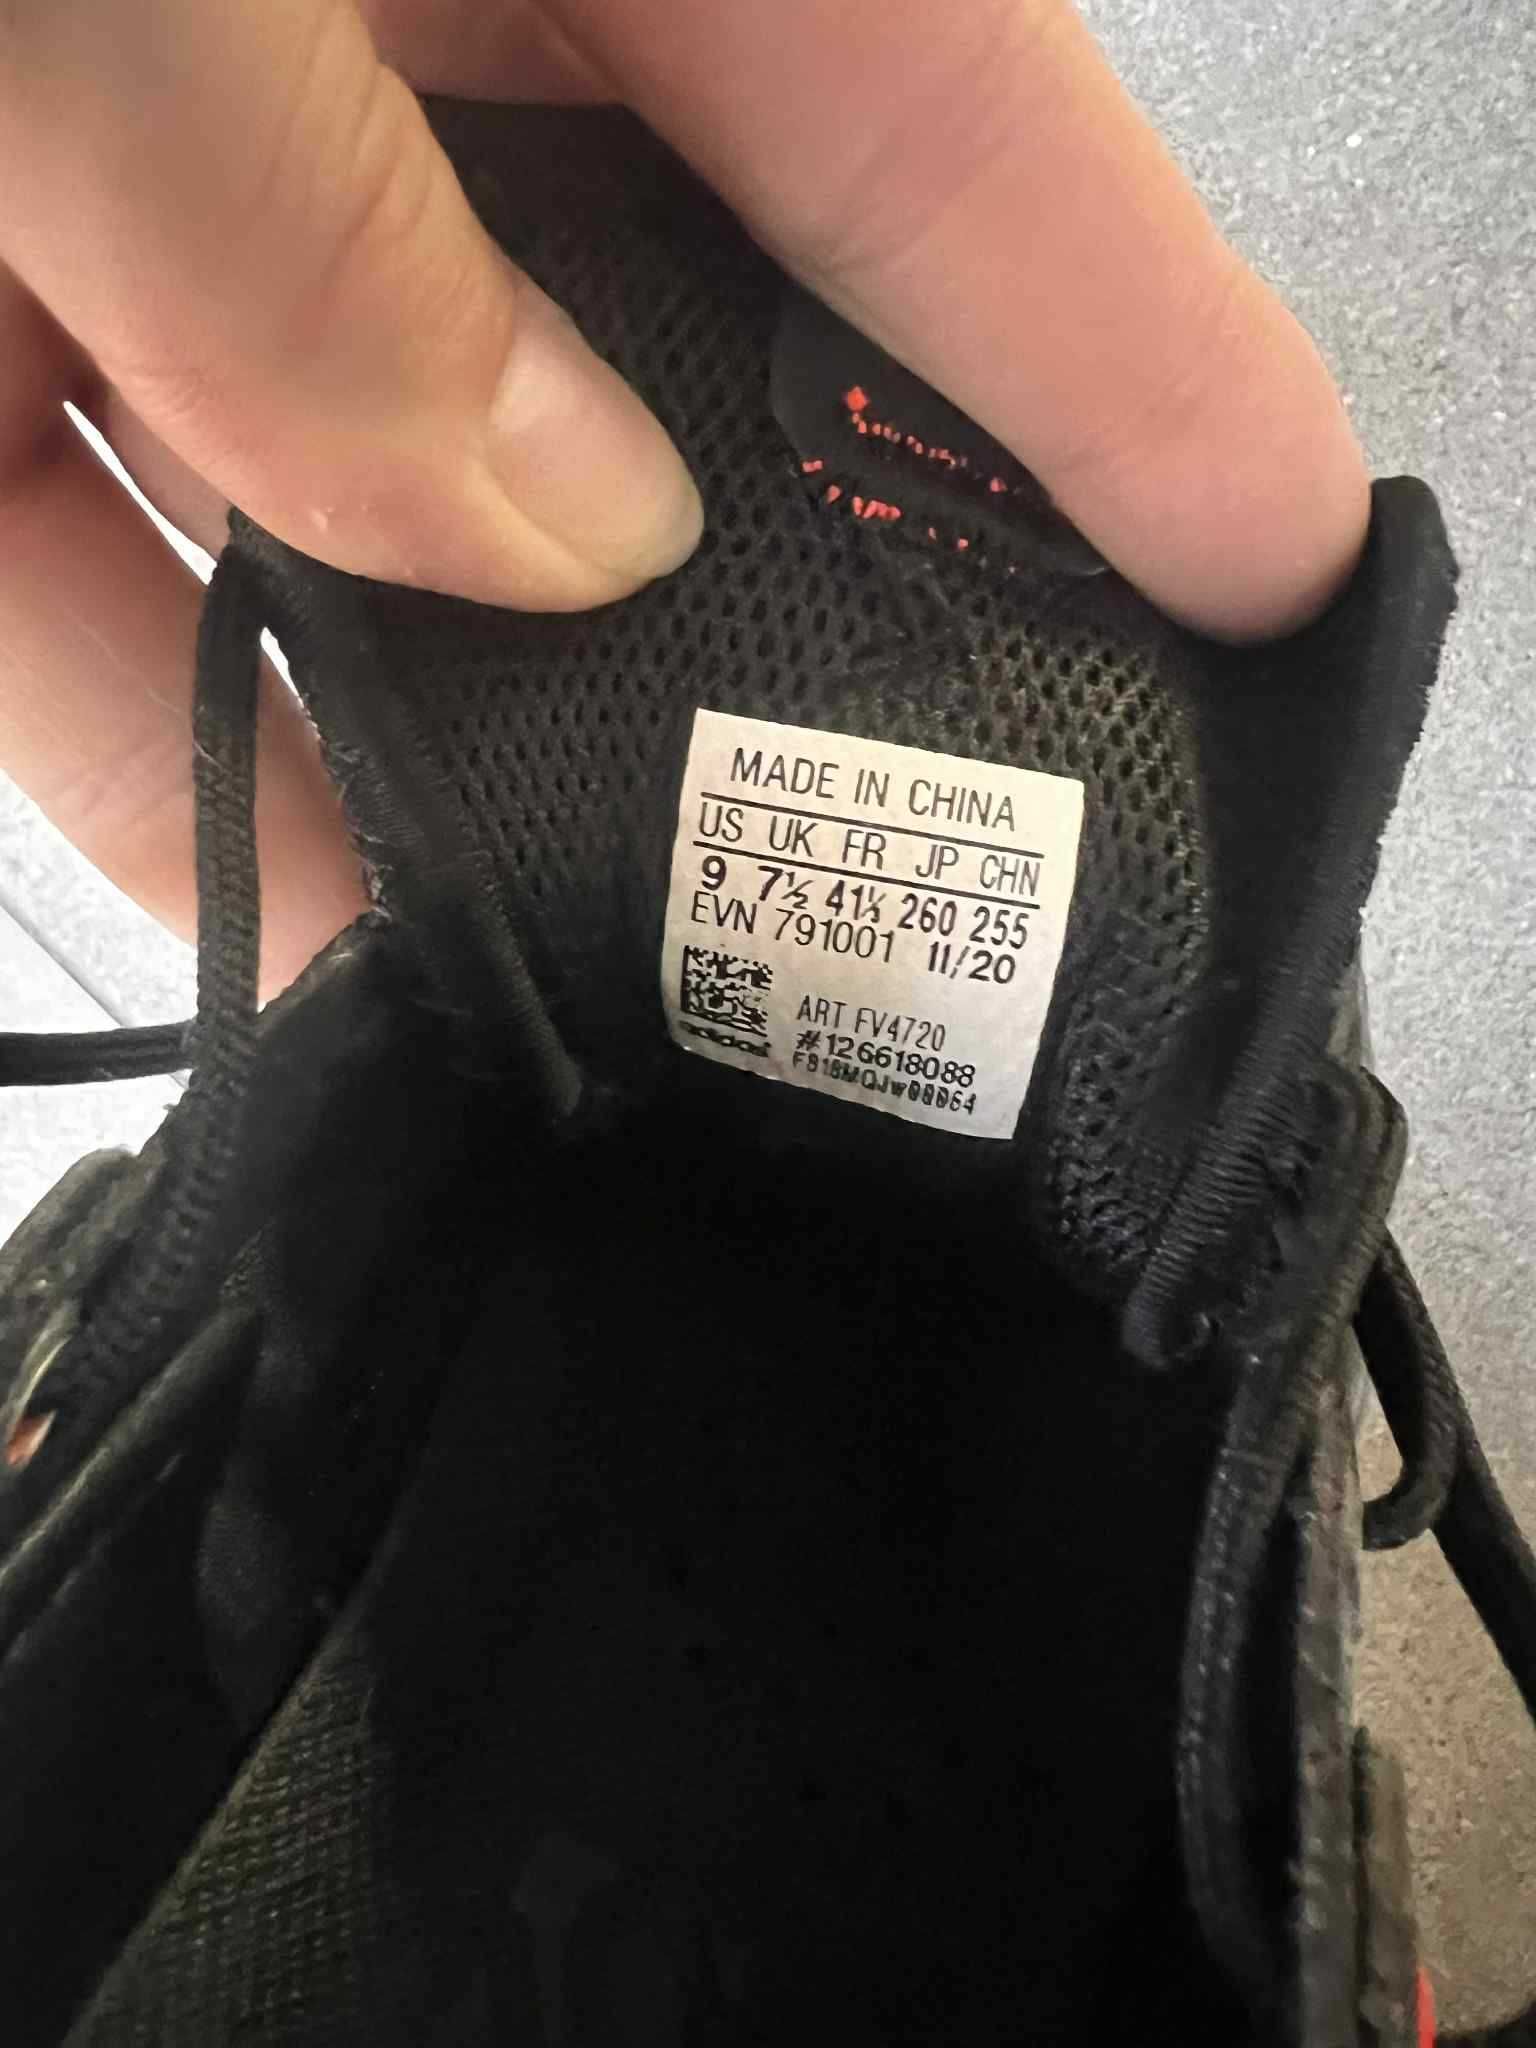 MADE IN CHINA
US UK FR JP CHN
9 7½ 41⅓ 260 255
EVN 791001 11/20
ART FV4720
#126618088
adidas